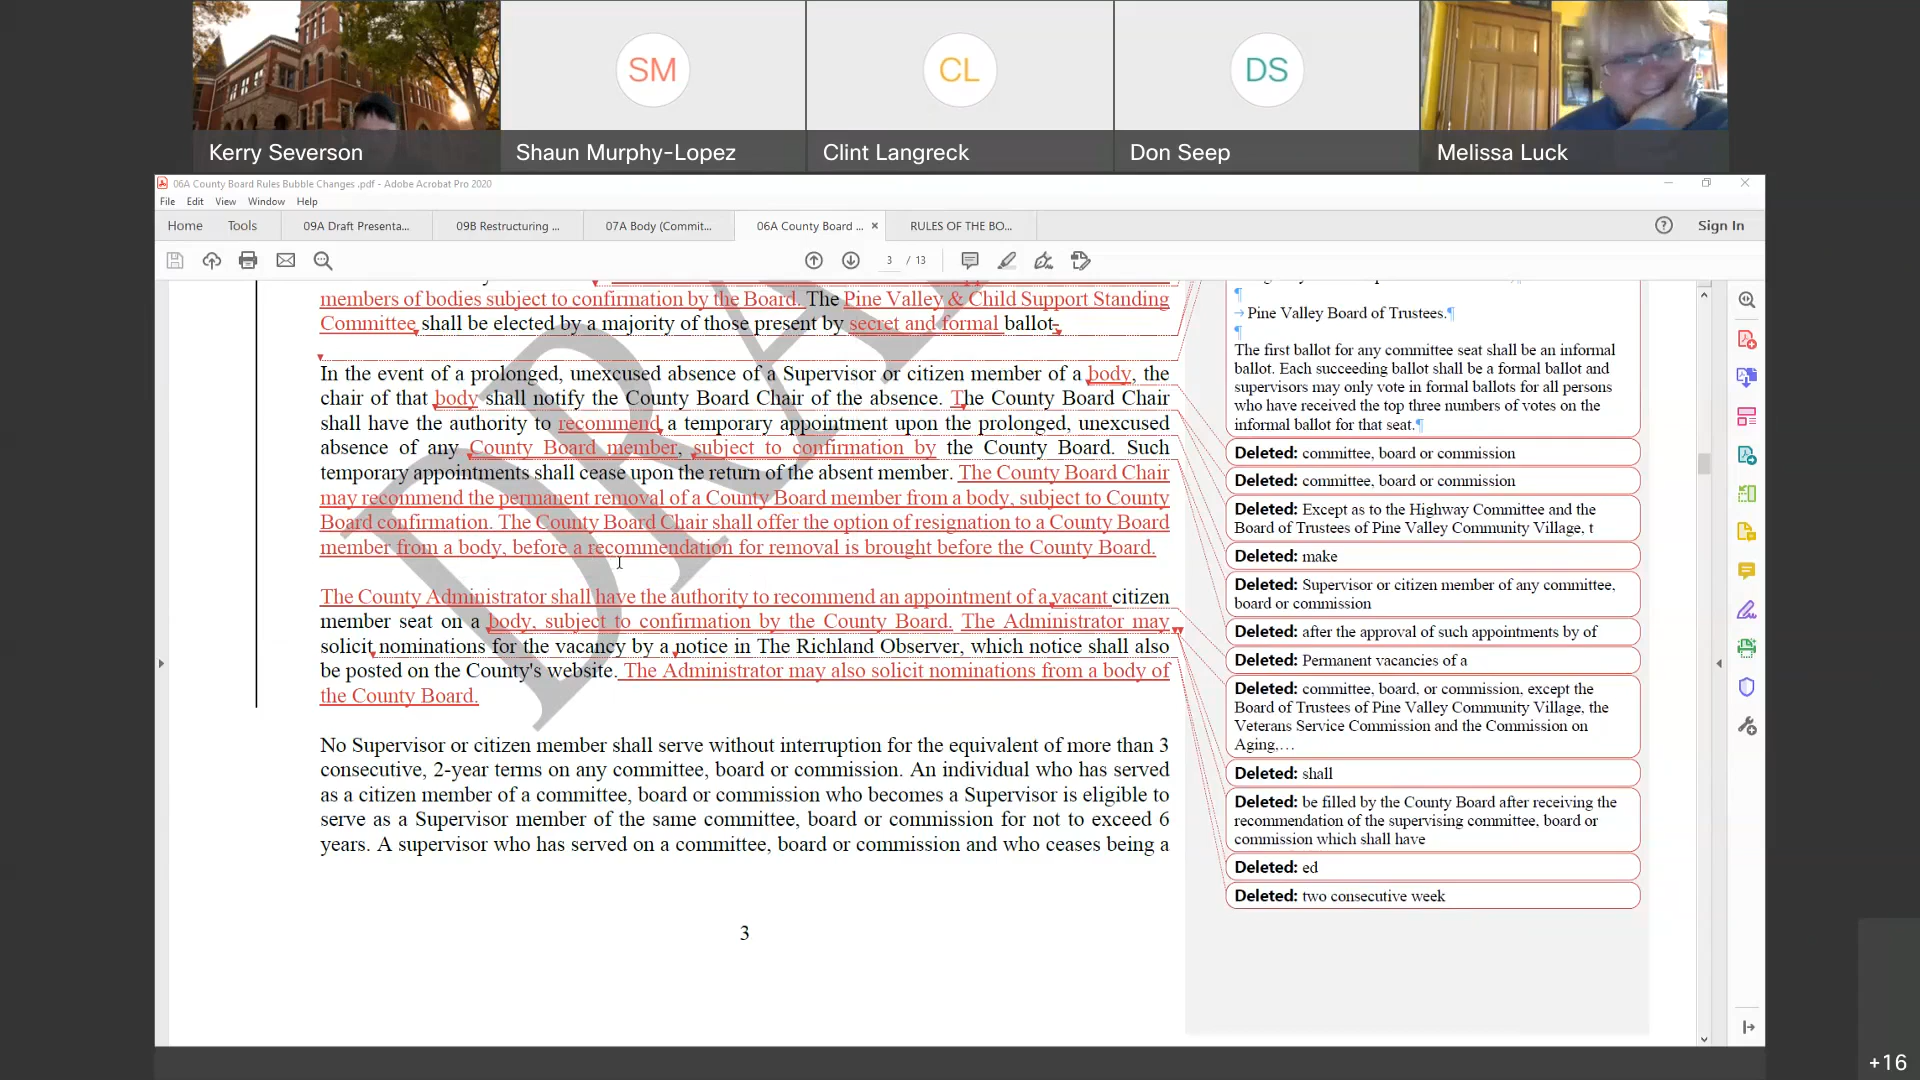 SM
CL
DS
Kerry Severson
Shaun Murphy-Lopez
Clint Langreck
Don Seep
Melissa Luck
06A County Board Rules Bubble Changes .pdf - Adobe Acrobat Pro 2020
File Edit View Window Help
Home Tools 09A Draft Presenta... 09B Restructuring ... 07A Body (Commit... 06A County Board ... × RULES OF THE BO... Sign In
3 / 13
members of bodies subject to confirmation by the Board. The Pine Valley & Child Support Standing
Committee shall be elected by a majority of those present by secret and formal ballot.
In the event of a prolonged, unexcused absence of a Supervisor or citizen member of a body, the
chair of that body shall notify the County Board Chair of the absence. The County Board Chair
shall have the authority to recommend a temporary appointment upon the prolonged, unexcused
absence of any County Board member, subject to confirmation by the County Board. Such
temporary appointments shall cease upon the return of the absent member. The County Board Chair
may recommend the permanent removal of a County Board member from a body, subject to County
Board confirmation. The County Board Chair shall offer the option of resignation to a County Board
member from a body, before a recommendation for removal is brought before the County Board.
The County Administrator shall have the authority to recommend an appointment of a vacant citizen
member seat on a body, subject to confirmation by the County Board. The Administrator may
solicit nominations for the vacancy by a notice in The Richland Observer, which notice shall also
be posted on the County's website. The Administrator may also solicit nominations from a body of
the County Board.
No Supervisor or citizen member shall serve without interruption for the equivalent of more than 3
consecutive, 2-year terms on any committee, board or commission. An individual who has served
as a citizen member of a committee, board or commission who becomes a Supervisor is eligible to
serve as a Supervisor member of the same committee, board or commission for not to exceed 6
years. A supervisor who has served on a committee, board or commission and who ceases being a
3
DRA
¶
→ Pine Valley Board of Trustees.¶
¶
The first ballot for any committee seat shall be an informal
ballot. Each succeeding ballot shall be a formal ballot and
supervisors may only vote in formal ballots for all persons
who have received the top three numbers of votes on the
informal ballot for that seat.¶
Deleted: committee, board or commission
Deleted: committee, board or commission
Deleted: Except as to the Highway Committee and the
Board of Trustees of Pine Valley Community Village, t
Deleted: make
Deleted: Supervisor or citizen member of any committee,
board or commission
Deleted: after the approval of such appointments by of
Deleted: Permanent vacancies of a
Deleted: committee, board, or commission, except the
Board of Trustees of Pine Valley Community Village, the
Veterans Service Commission and the Commission on
Aging,...
Deleted: shall
Deleted: be filled by the County Board after receiving the
recommendation of the supervising committee, board or
commission which shall have
Deleted: ed
Deleted: two consecutive week
+16